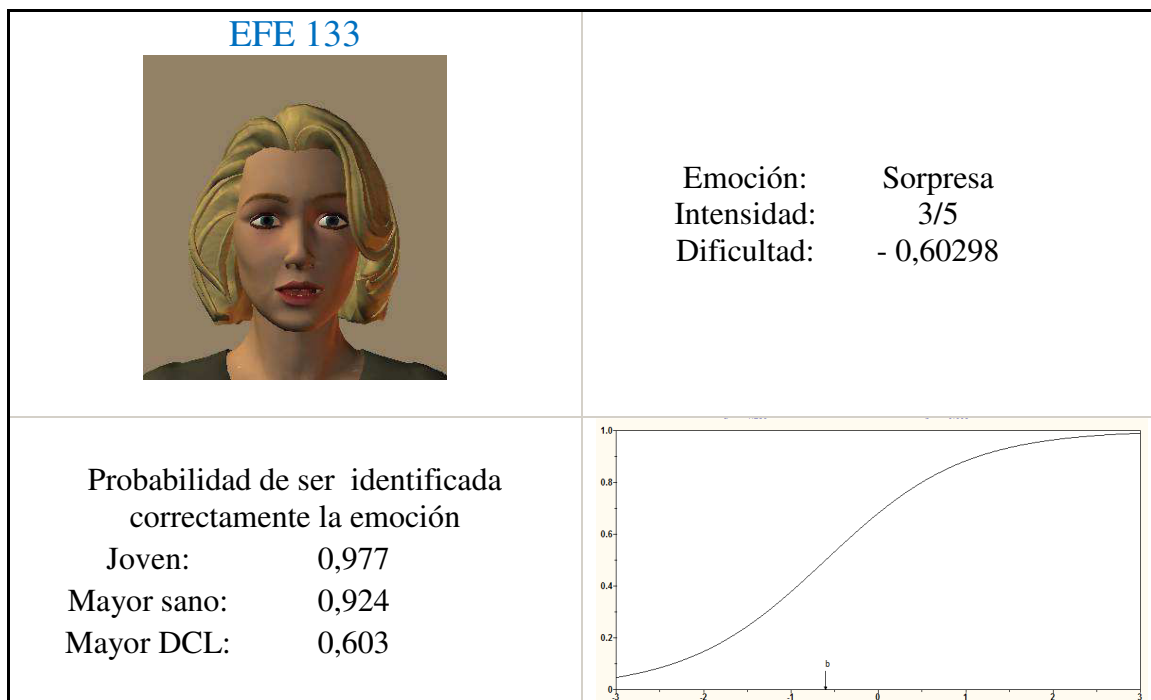 EFE 133
Emoción: Sorpresa
Intensidad: 3/5
Dificultad: - 0,60298
Probabilidad de ser identificada
correctamente la emoción
Joven: 0,977
Mayor sano: 0,924
Mayor DCL: 0,603
1.0
0.8
0.6
0.4
0.2
0
b
-3 -2 -1 0 1 2 3